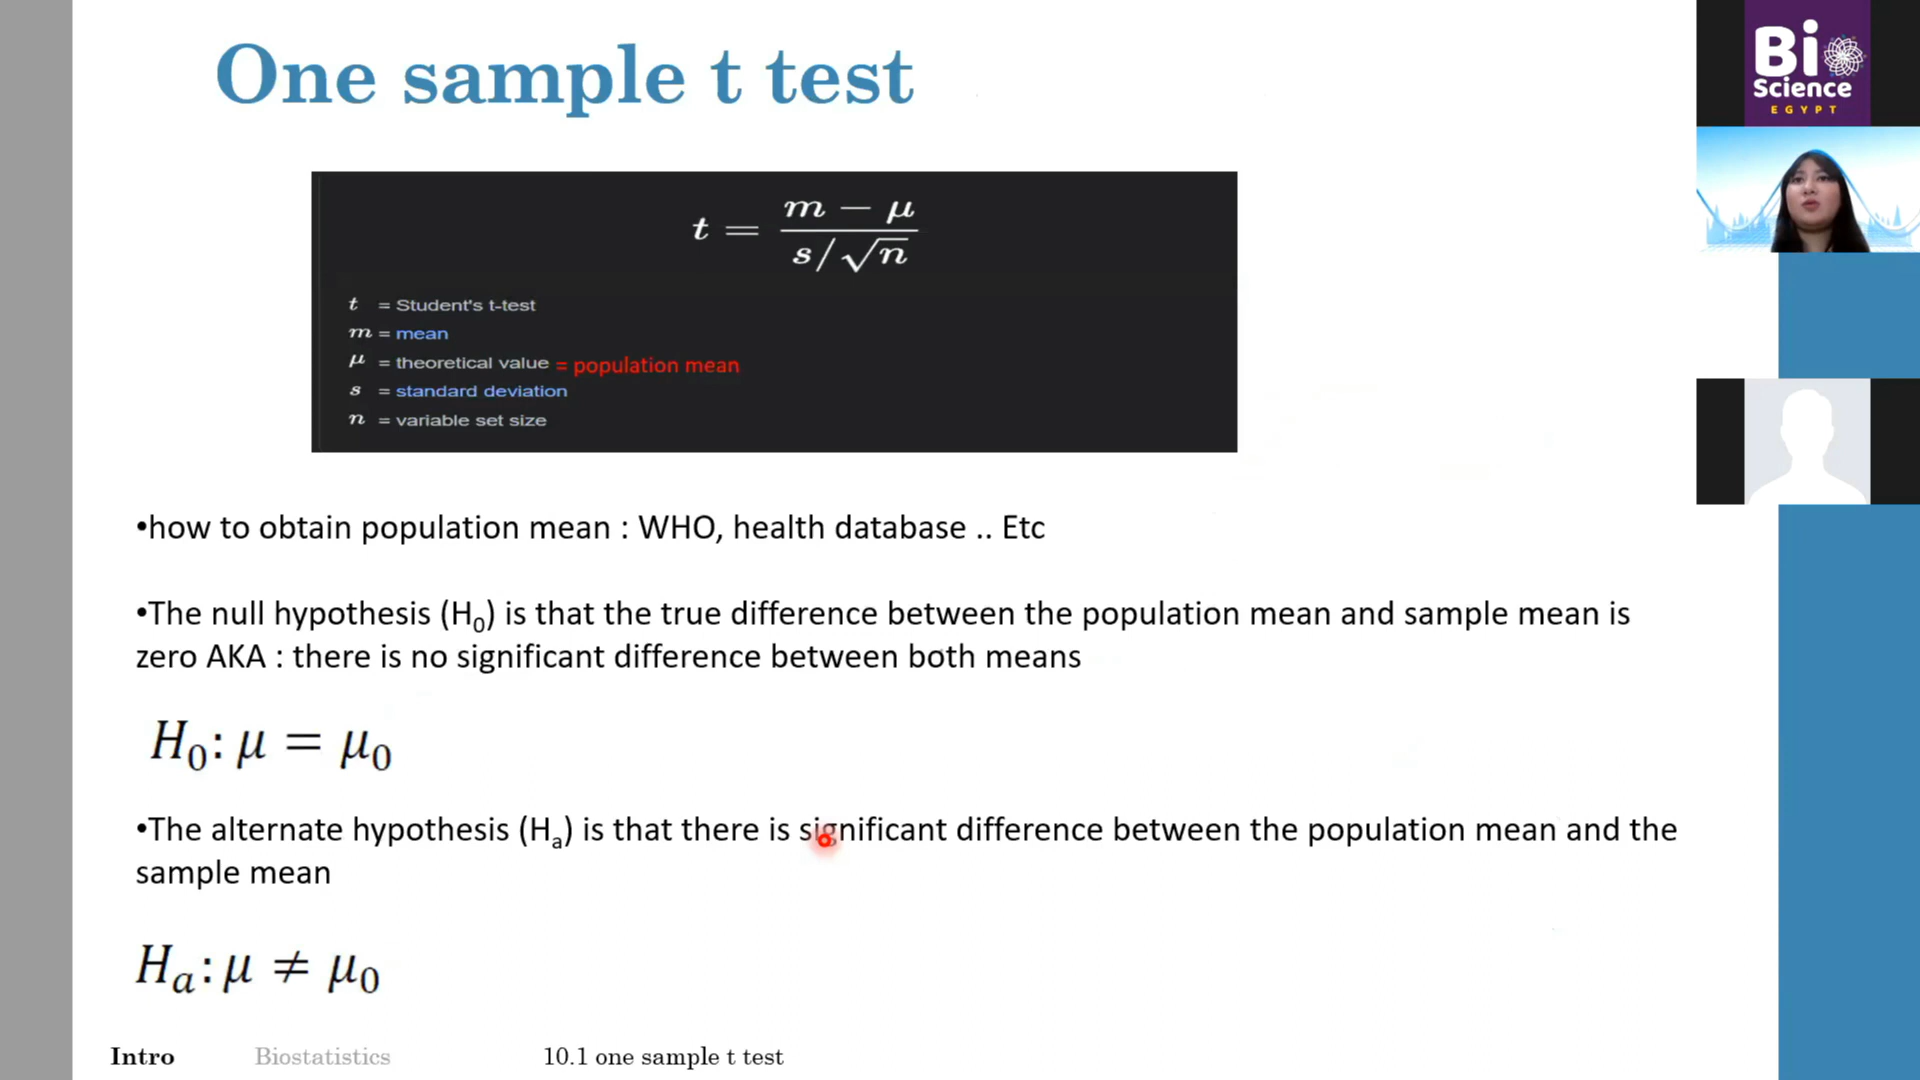 One sample t test
Bi
Science
EGYPT
t = m − μ / s/√n
t = Student's t-test
m = mean
μ = theoretical value = population mean
s = standard deviation
n = variable set size
•how to obtain population mean : WHO, health database .. Etc
•The null hypothesis (H₀) is that the true difference between the population mean and sample mean is
zero AKA : there is no significant difference between both means
H₀: μ = μ₀
•The alternate hypothesis (Hₐ) is that there is significant difference between the population mean and the
sample mean
Hₐ: μ ≠ μ₀
Intro Biostatistics 10.1 one sample t test